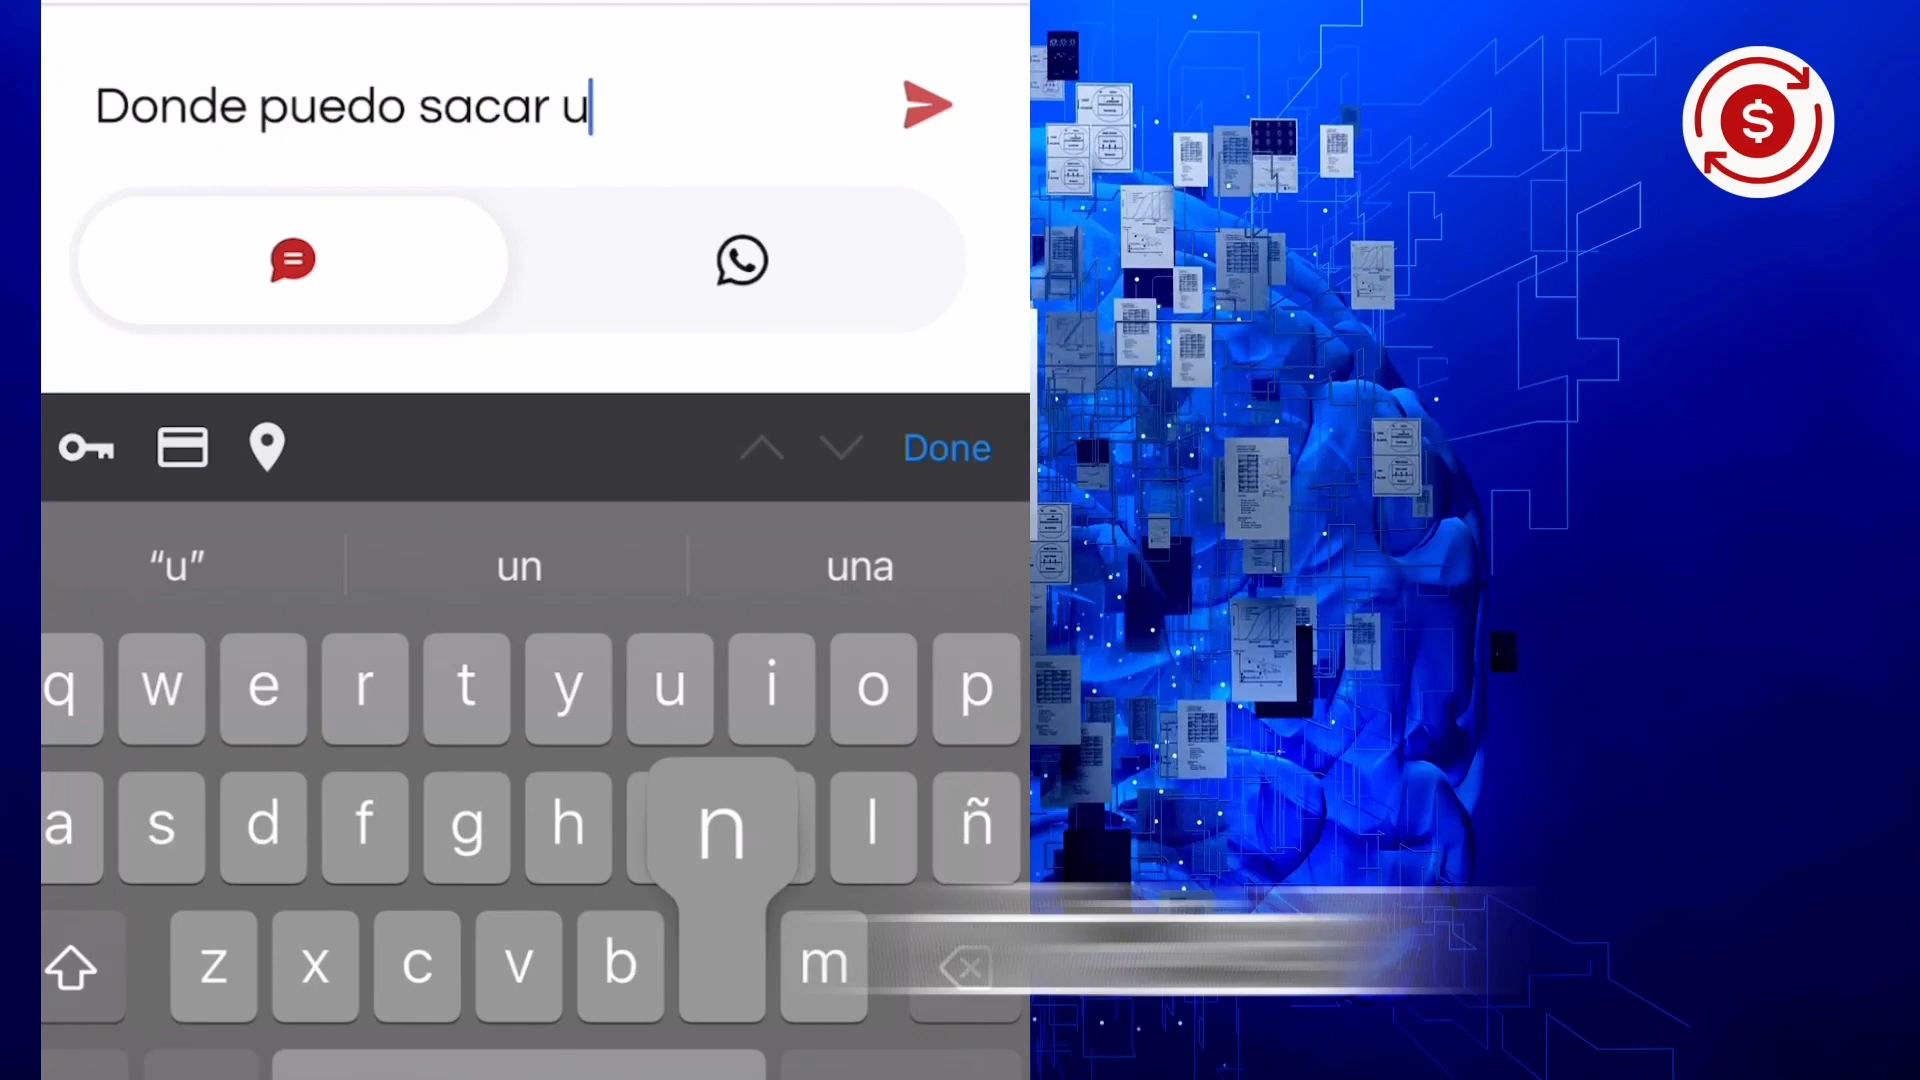 Donde puedo sacar u
$
Done
“u” un una
q w e r t y u i o p
a s d f g h n l ñ
z x c v b m